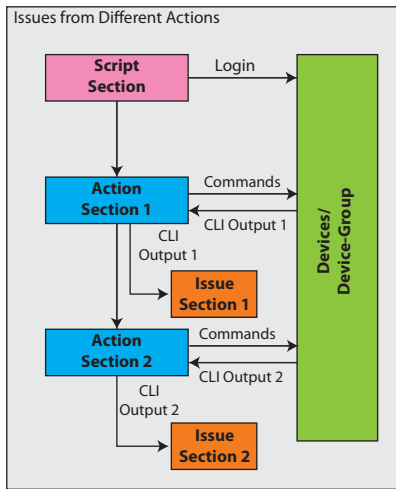 Issues from Different Actions
Script
Section
Login
Action
Section 1
Commands
CLI Output 1
CLI
Output 1
Issue
Section 1
Devices/
Device-Group
Action
Section 2
Commands
CLI Output 2
CLI
Output 2
Issue
Section 2